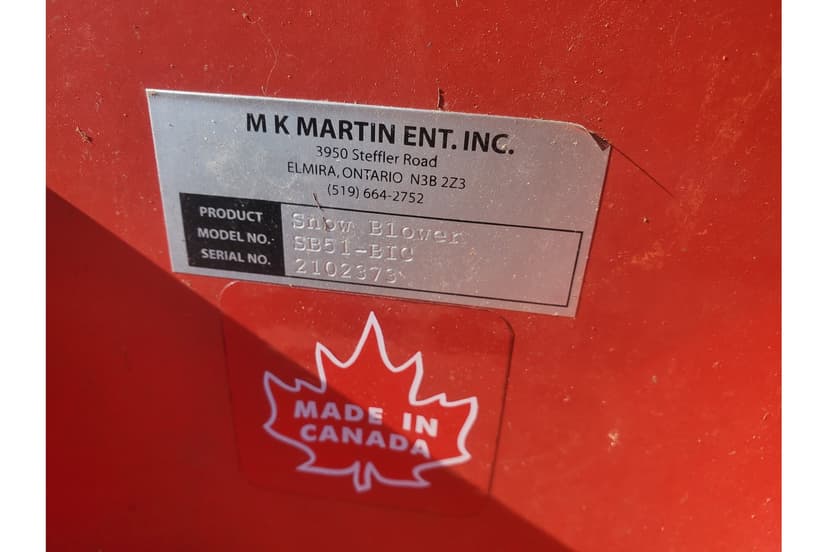 M K MARTIN ENT. INC.
3950 Steffler Road
ELMIRA, ONTARIO N3B 2Z3
(519) 664-2752
PRODUCT Snow Blower
MODEL NO. SB51-BIQ
SERIAL NO. 2102373
MADE IN
CANADA